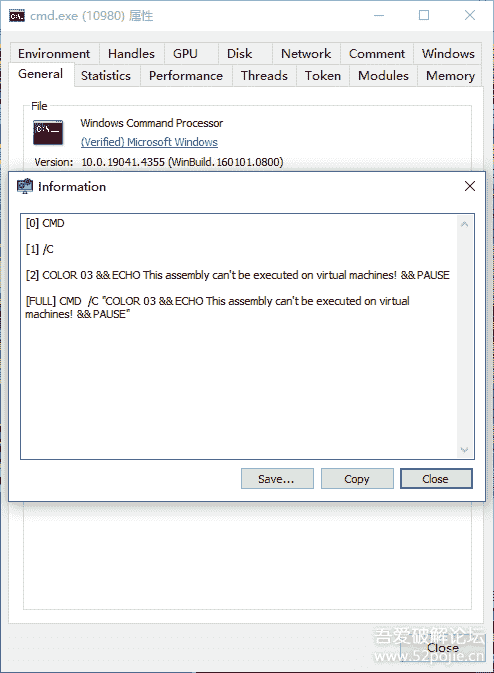 cmd.exe (10980) 属性
Environment Handles GPU Disk Network Comment Windows
General Statistics Performance Threads Token Modules Memory
File
Windows Command Processor
(Verified) Microsoft Windows
Version: 10.0.19041.4355 (WinBuild.160101.0800)
Information
[0] CMD
[1] /C
[2] COLOR 03 && ECHO This assembly can't be executed on virtual machines! && PAUSE
[FULL] CMD /C "COLOR 03 && ECHO This assembly can't be executed on virtual
machines! && PAUSE"
Save... Copy Close
吾爱破解论坛
Close
www.52pojie.cn